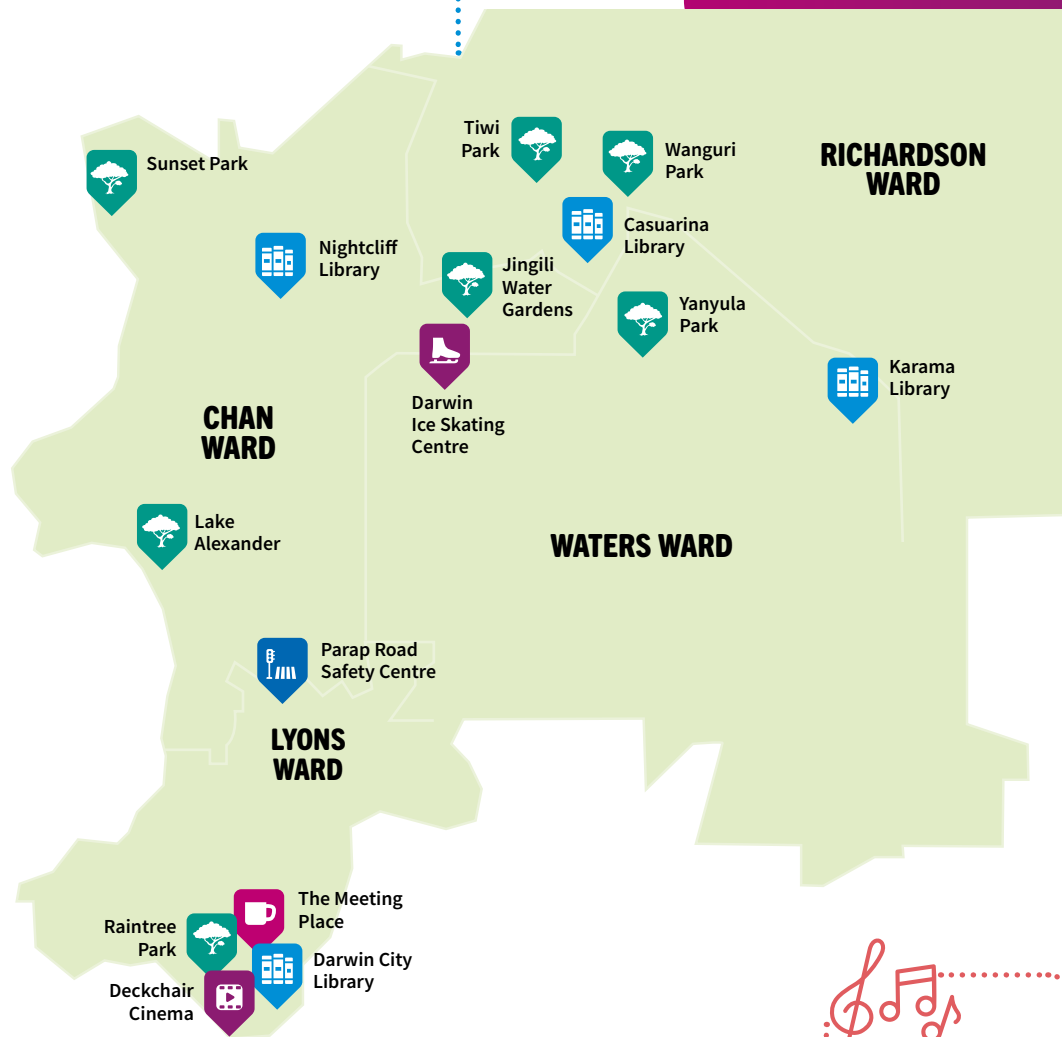 Tiwi
Park
Wanguri
Park
RICHARDSON
WARD
Sunset Park
Casuarina
Library
Nightcliff
Library
Jingili
Water
Gardens
Yanyula
Park
Karama
Library
Darwin
Ice Skating
Centre
CHAN
WARD
Lake
Alexander
WATERS WARD
Parap Road
Safety Centre
LYONS
WARD
The Meeting
Place
Raintree
Park
Darwin City
Library
Deckchair
Cinema